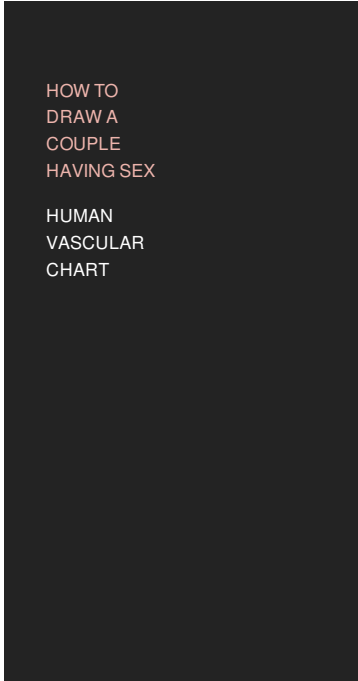 HOW TO
DRAW A
COUPLE
HAVING SEX
HUMAN
VASCULAR
CHART